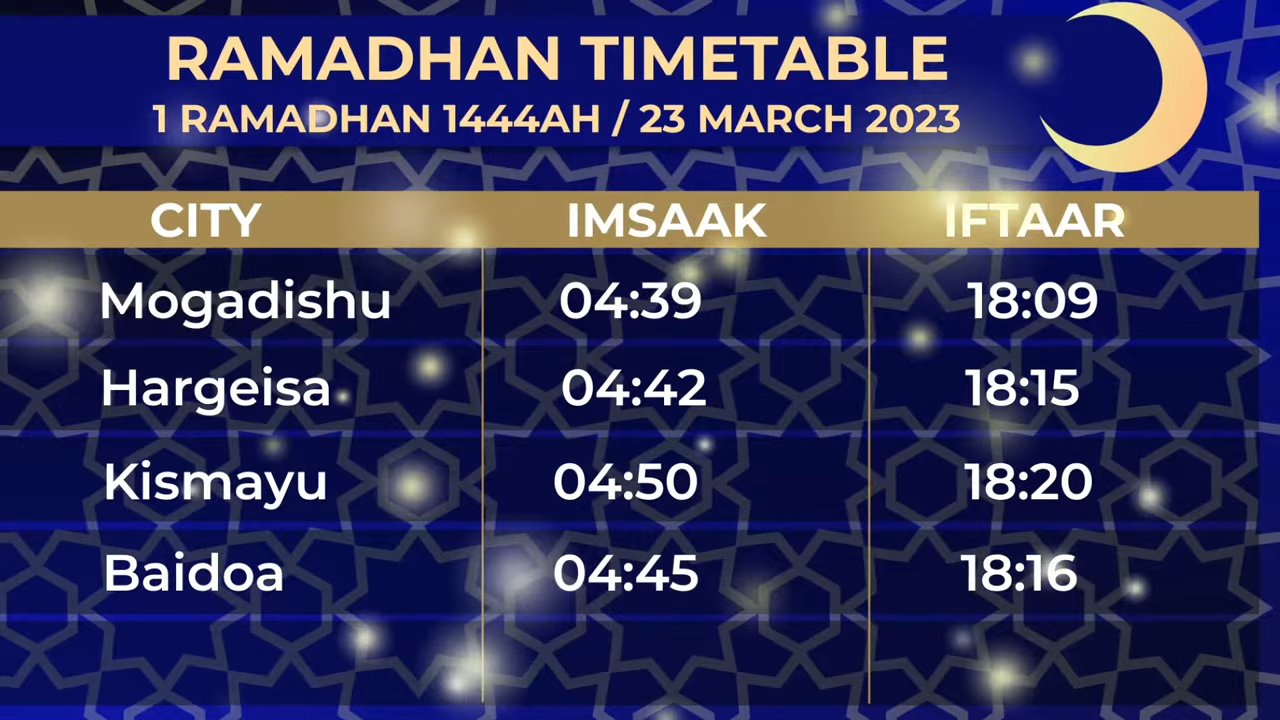 RAMADHAN TIMETABLE
1 RAMADHAN 1444AH / 23 MARCH 2023
CITY IMSAAK IFTAAR
Mogadishu 04:39 18:09
Hargeisa 04:42 18:15
Kismayu 04:50 18:20
Baidoa 04:45 18:16